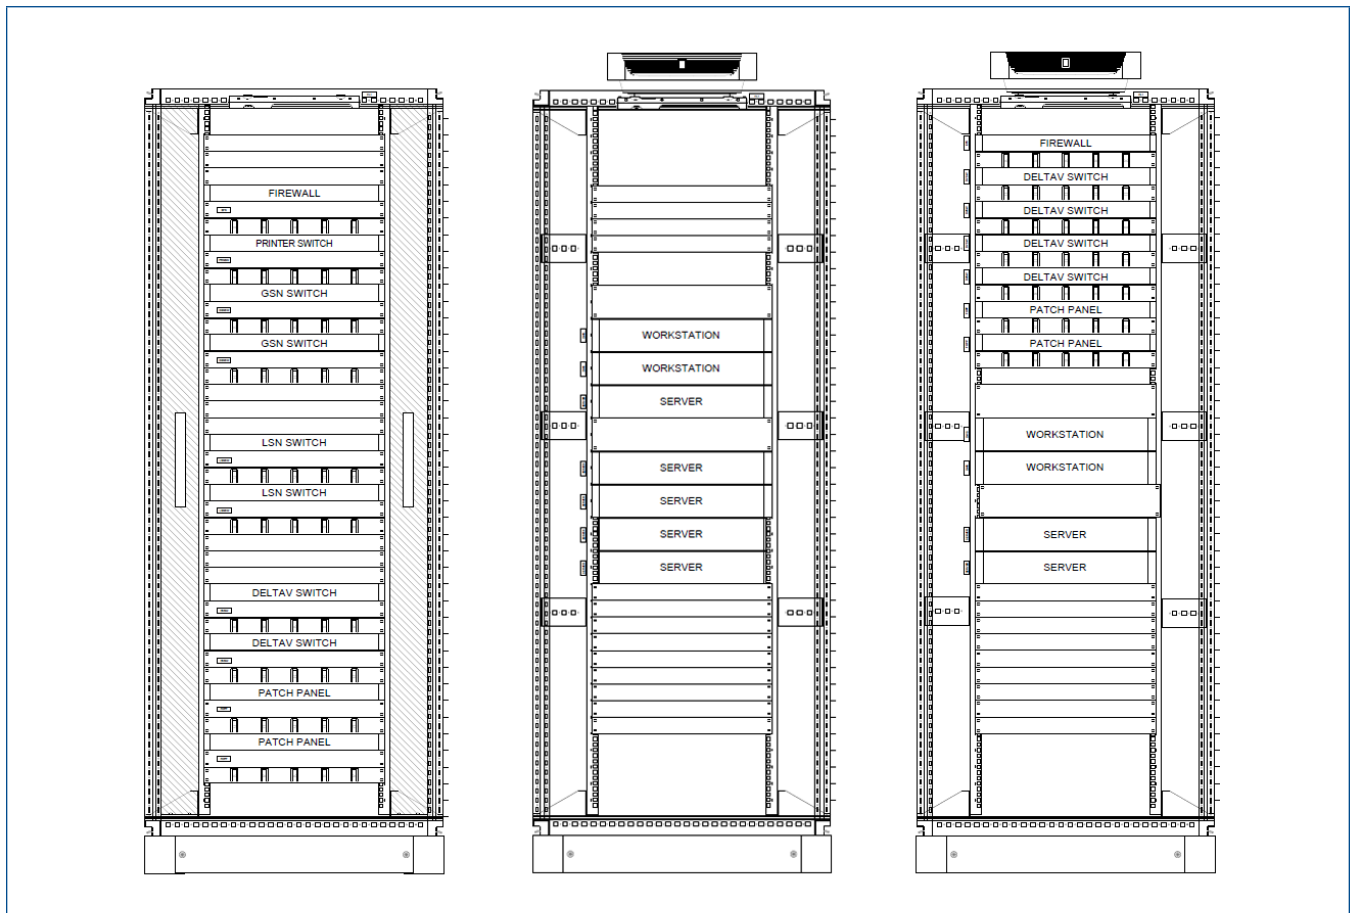 FIREWALL
PRINTER SWITCH
GSN SWITCH
GSN SWITCH
LSN SWITCH
LSN SWITCH
DELTAV SWITCH
DELTAV SWITCH
PATCH PANEL
PATCH PANEL
WORKSTATION
WORKSTATION
SERVER
SERVER
SERVER
SERVER
SERVER
FIREWALL
DELTAV SWITCH
DELTAV SWITCH
DELTAV SWITCH
DELTAV SWITCH
PATCH PANEL
PATCH PANEL
WORKSTATION
WORKSTATION
SERVER
SERVER